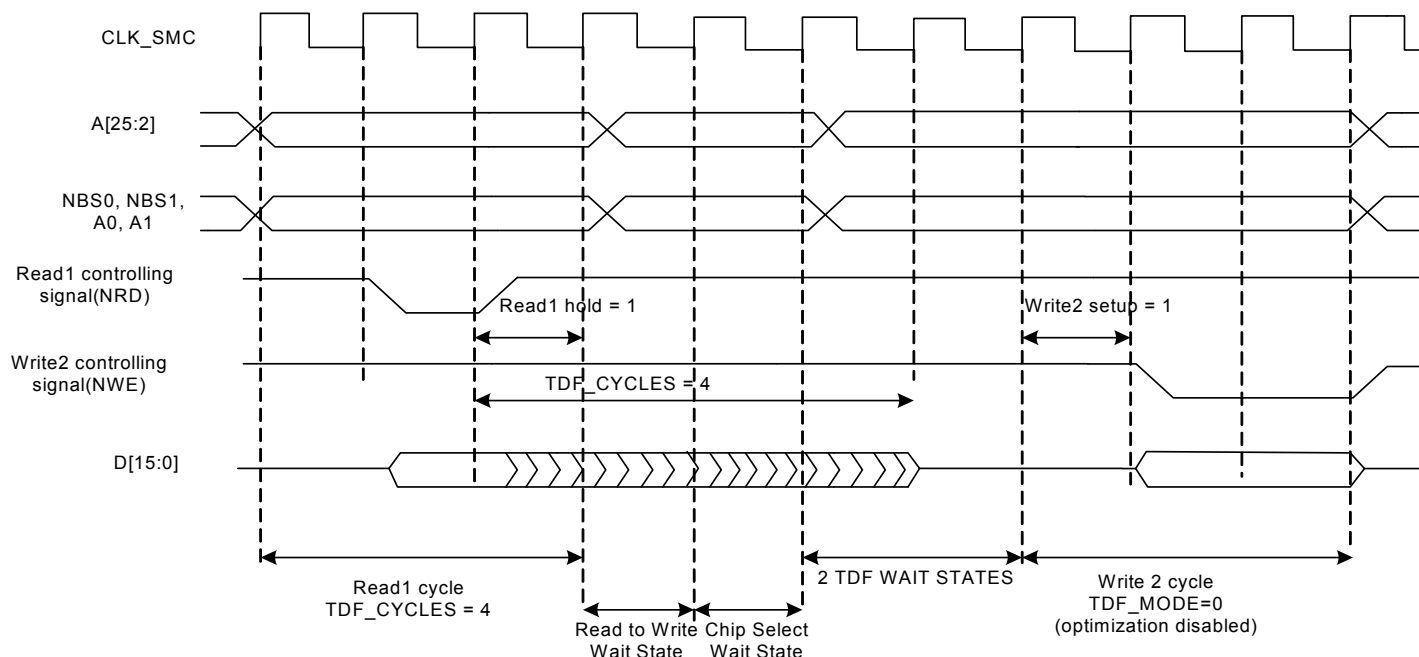 CLK_SMC
A[25:2]
NBS0, NBS1,
A0, A1
Read1 controlling
signal(NRD)
Read1 hold = 1
Write2 setup = 1
Write2 controlling
signal(NWE)
TDF_CYCLES = 4
D[15:0]
Read1 cycle
TDF_CYCLES = 4
2 TDF WAIT STATES
Write 2 cycle
TDF_MODE=0
(optimization disabled)
Read to Write
Wait State
Chip Select
Wait State